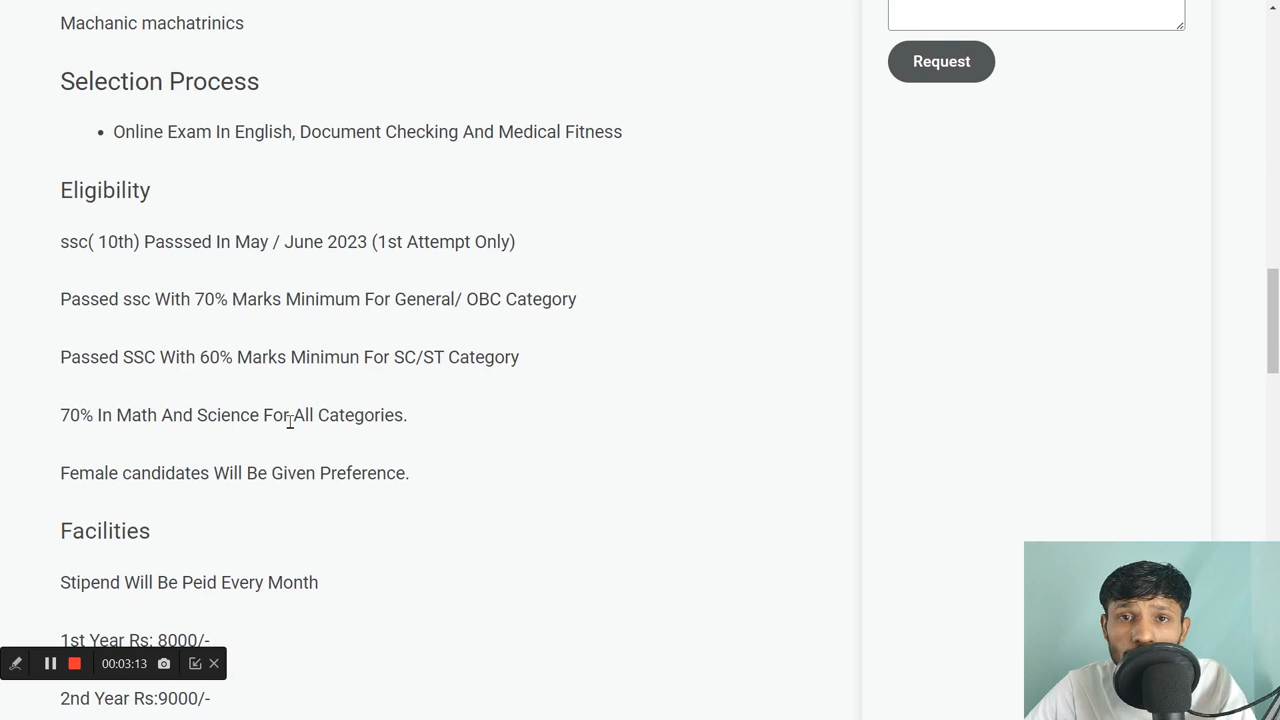 Machanic machatrinics
Request
Selection Process
Online Exam In English, Document Checking And Medical Fitness
Eligibility
ssc( 10th) Passsed In May / June 2023 (1st Attempt Only)
Passed ssc With 70% Marks Minimum For General/ OBC Category
Passed SSC With 60% Marks Minimun For SC/ST Category
70% In Math And Science For All Categories.
Female candidates Will Be Given Preference.
Facilities
Stipend Will Be Peid Every Month
1st Year Rs: 8000/-
00:03:13
2nd Year Rs:9000/-